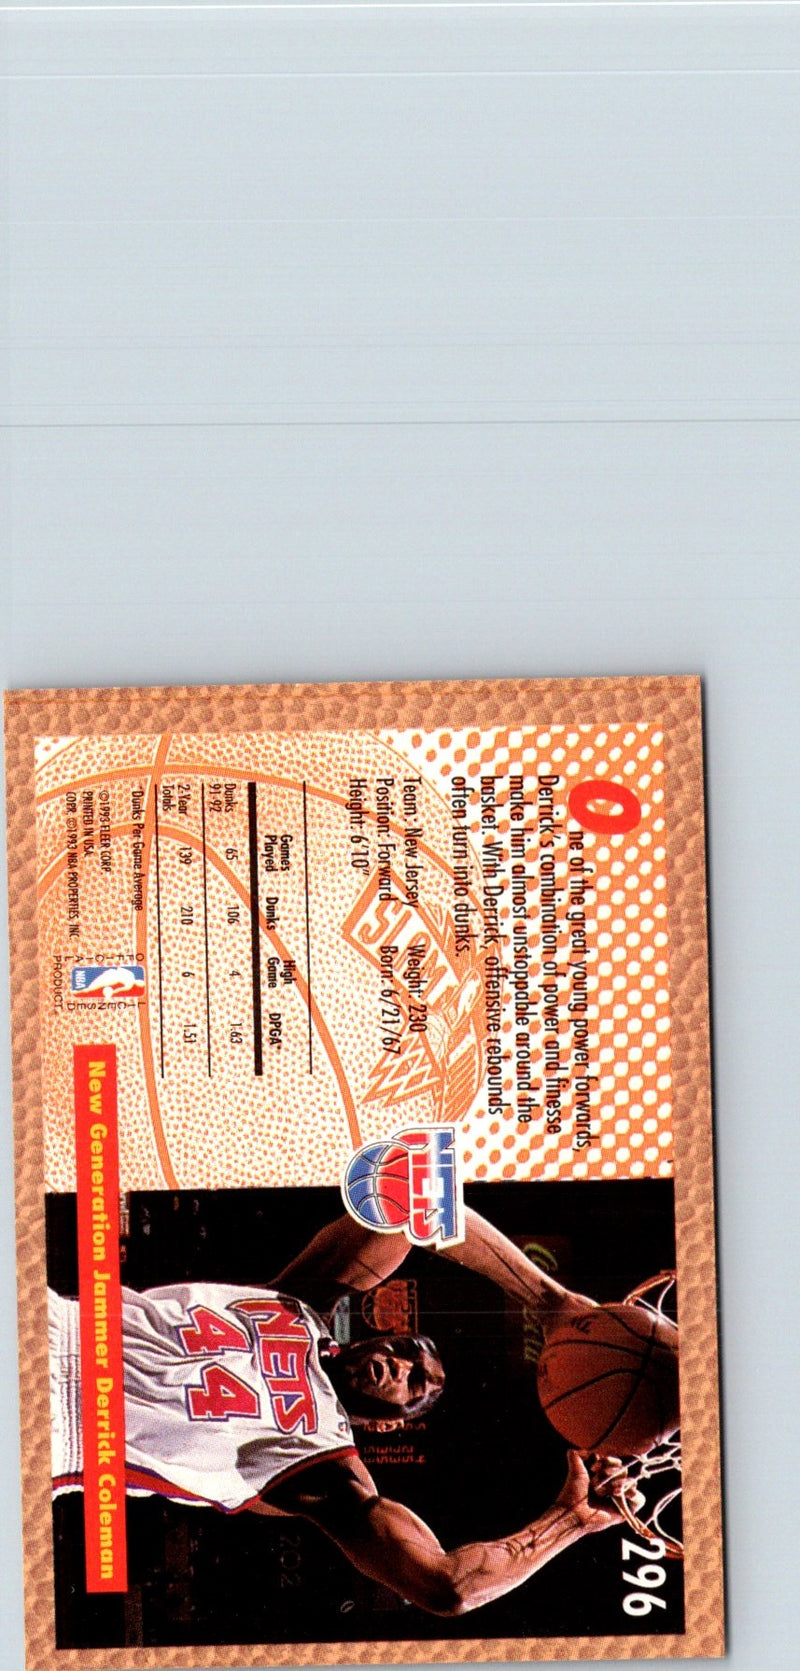 296
One of the great young power forwards,
Derrick's combination of power and finesse
make him almost unstoppable around the
basket. With Derrick, offensive rebounds
often turn into dunks.
Team: New Jersey Weight: 230
Position: Forward Born: 6/21/67
Height: 6'10"
SLAM
Games Played Dunks High Game DPGA*
Dunks 91-92 65 106 4 1.63
2 Year Totals 139 210 6 1.51
*Dunks Per Game Average
©1993 FLEER CORP.
PRINTED IN USA
CORP. ©1993 NBA PROPERTIES, INC.
OFFICIAL LICENSED
NBA
PRODUCT
NETS
NETS
44
New Generation Jammer Derrick Coleman